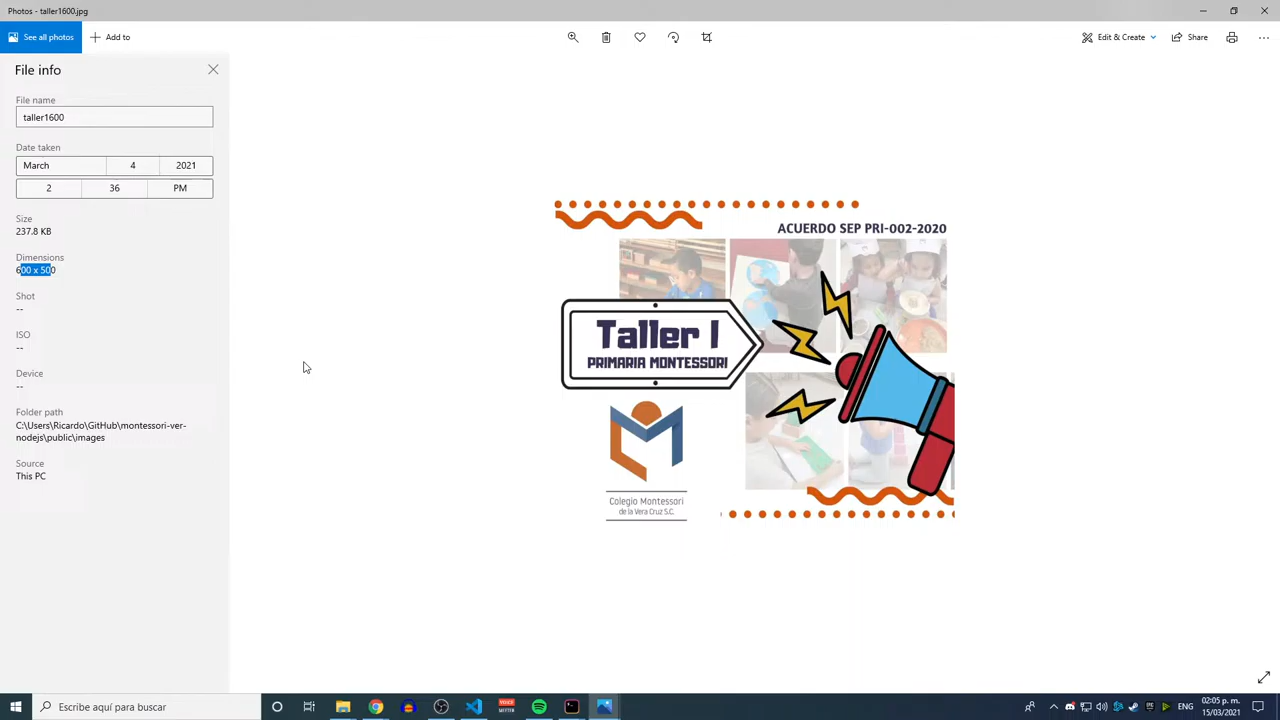 Photos - taller1600.jpg
See all photos
Add to
Edit & Create
Share
File info
File name
taller1600
Date taken
March 4 2021
2 36 PM
Size
237.8 KB
Dimensions
600 x 500
Shot
--
ISO
--
Device
--
Folder path
C:\Users\Ricardo\GitHub\montessori-ver-
nodejs\public\images
Source
This PC
ACUERDO SEP PRI-002-2020
Taller I
PRIMARIA MONTESSORI
Colegio Montessori
de la Vera Cruz S.C.
Escribe aquí para buscar
VOICE
MEETER
ENG
02:05 p. m.
15/03/2021